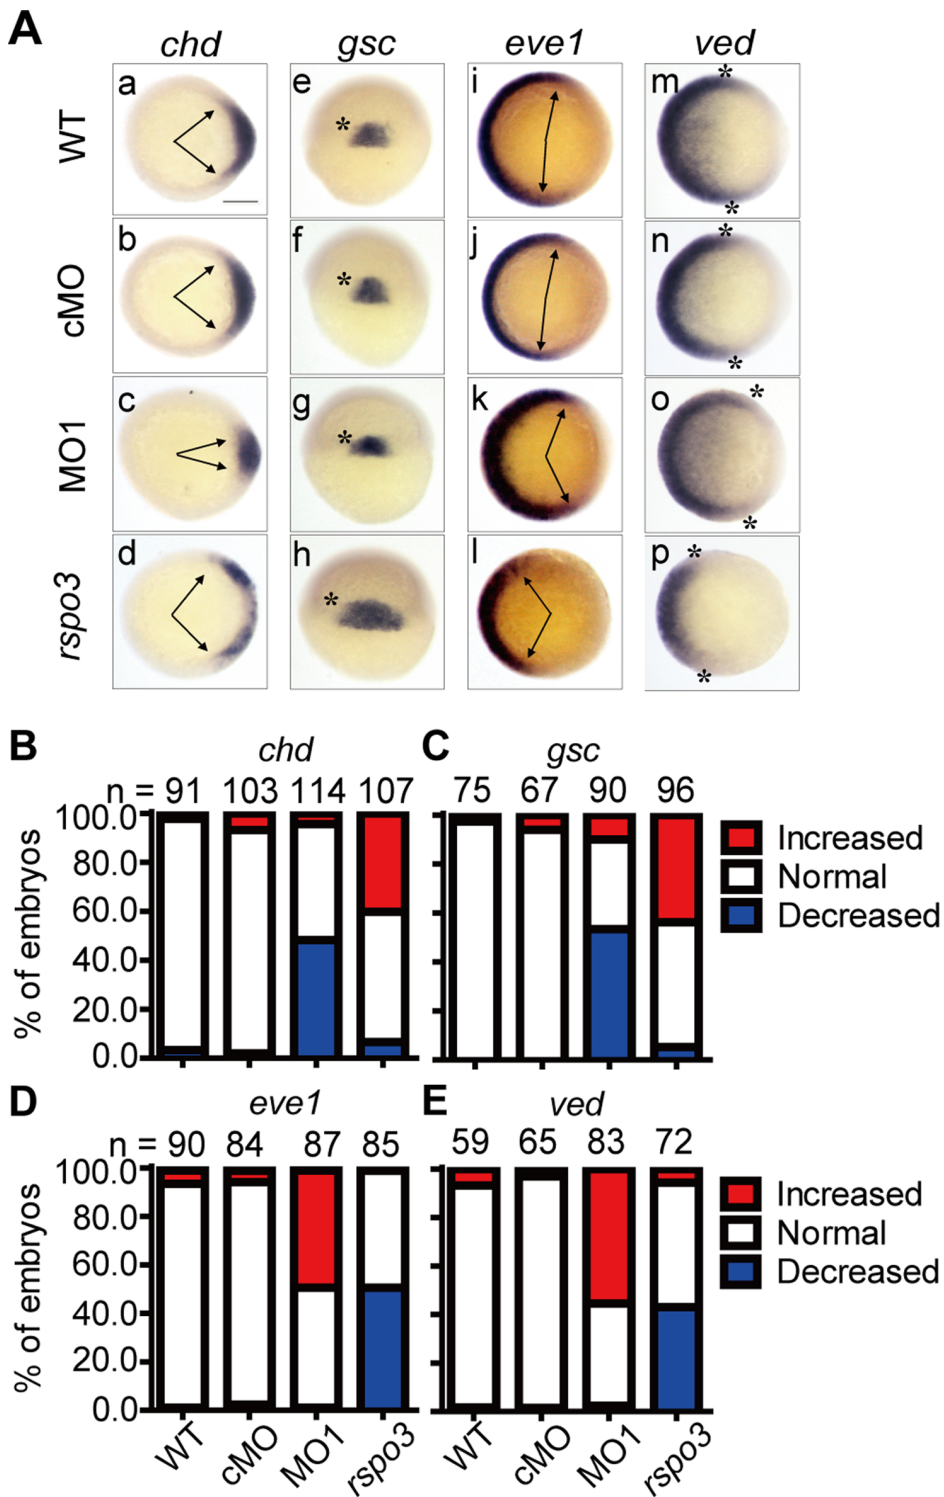 A
chd gsc eve1 ved
WT
a e i m
* * *
cMO
b f j n
* * *
MO1
c g k o
* * *
rspo3
d h l p
* * *
B chd C gsc
n = 91 103 114 107 75 67 90 96
% of embryos
100.0
80.0
60.0
40.0
20.0
0.0
Increased
Normal
Decreased
D eve1 E ved
n = 90 84 87 85 59 65 83 72
% of embryos
100.0
80.0
60.0
40.0
20.0
0.0
Increased
Normal
Decreased
WT cMO MO1 rspo3 WT cMO MO1 rspo3